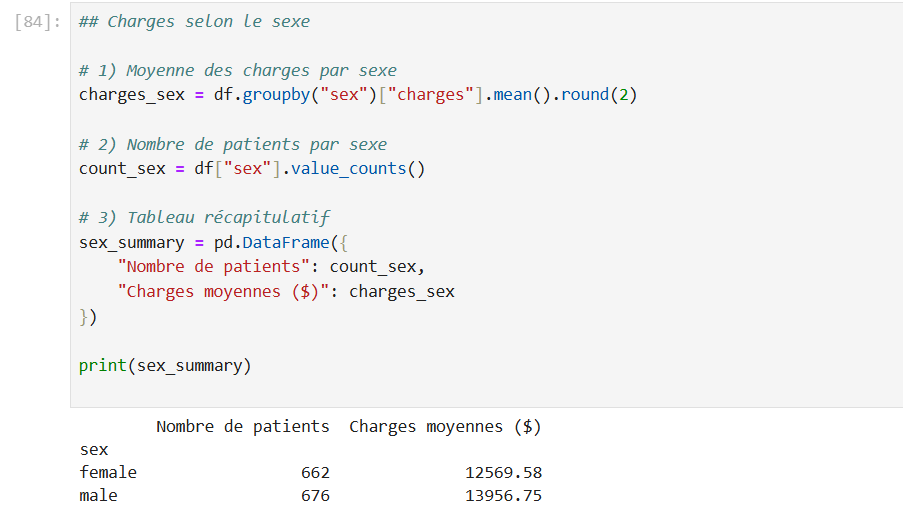 [84]: ## Charges selon le sexe
# 1) Moyenne des charges par sexe
charges_sex = df.groupby("sex")["charges"].mean().round(2)
# 2) Nombre de patients par sexe
count_sex = df["sex"].value_counts()
# 3) Tableau récapitulatif
sex_summary = pd.DataFrame({
    "Nombre de patients": count_sex,
    "Charges moyennes ($)": charges_sex
})
print(sex_summary)
        Nombre de patients  Charges moyennes ($)
sex
female                 662              12569.58
male                   676              13956.75